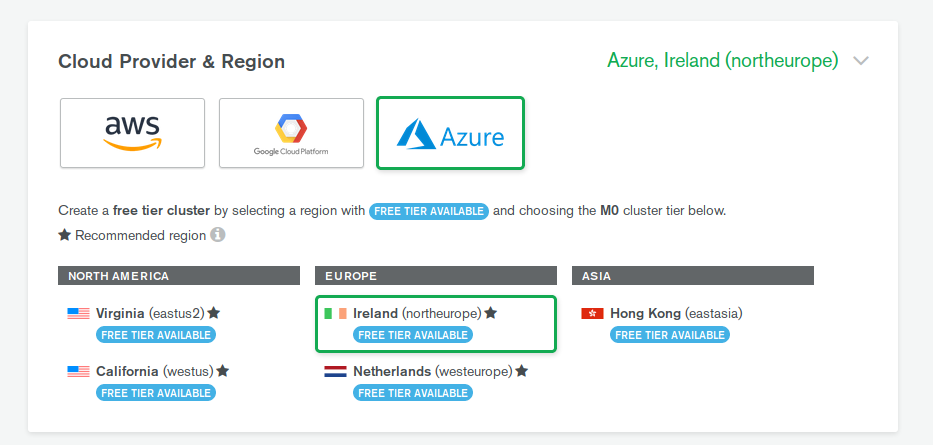 Cloud Provider & Region
Azure, Ireland (northeurope)
aws
Google Cloud Platform
Azure
Create a free tier cluster by selecting a region with FREE TIER AVAILABLE and choosing the M0 cluster tier below.
★ Recommended region
NORTH AMERICA
Virginia (eastus2) ★
FREE TIER AVAILABLE
California (westus) ★
FREE TIER AVAILABLE
EUROPE
Ireland (northeurope) ★
FREE TIER AVAILABLE
Netherlands (westeurope) ★
FREE TIER AVAILABLE
ASIA
Hong Kong (eastasia)
FREE TIER AVAILABLE